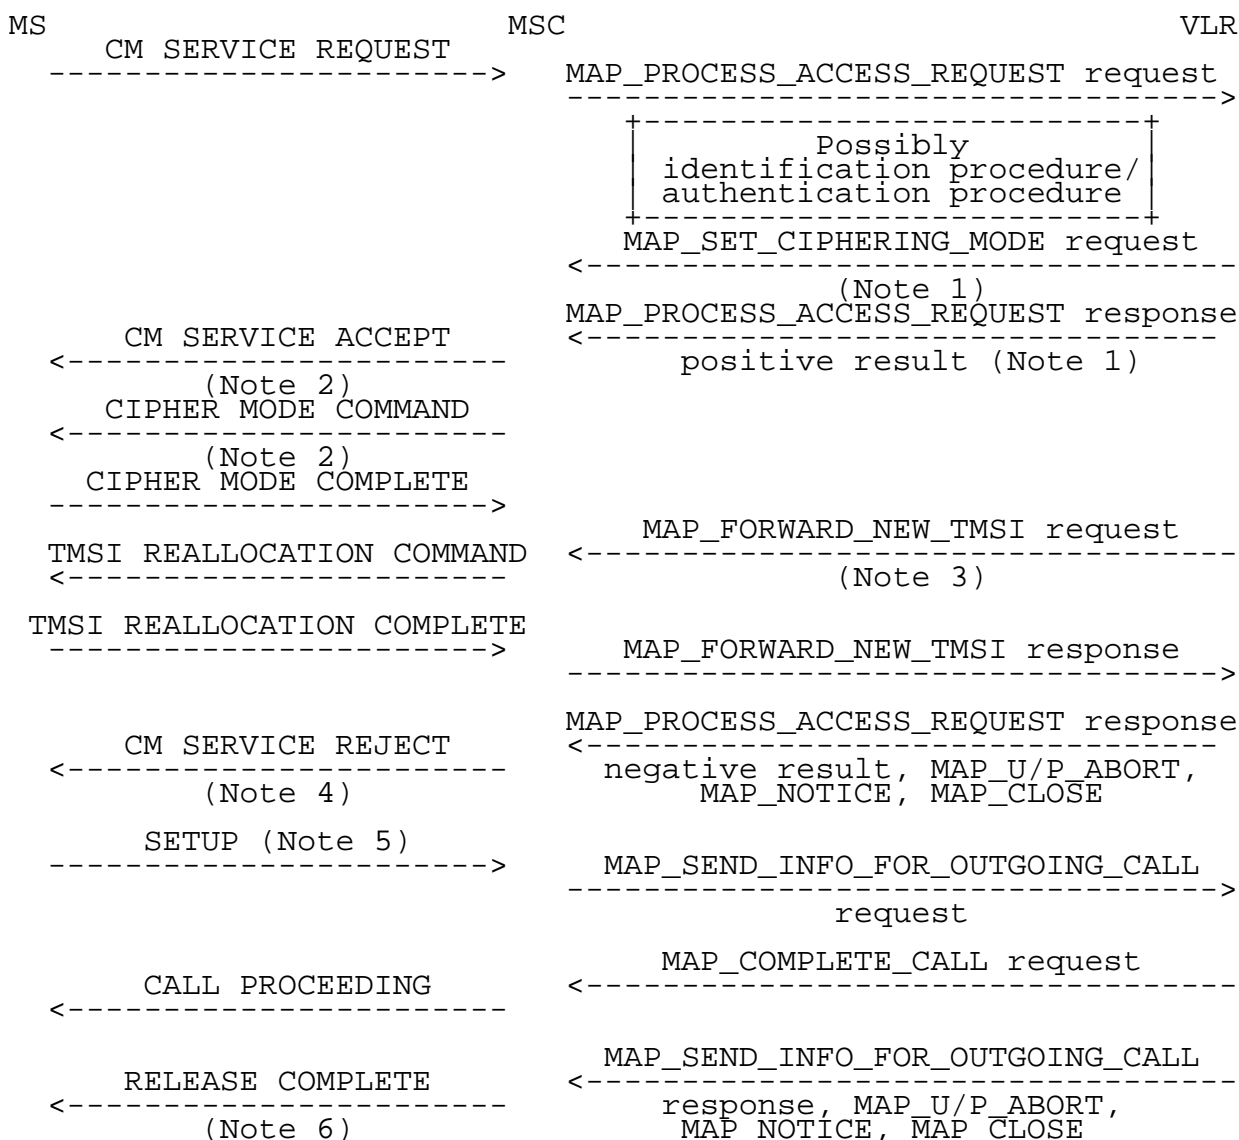 MS MSC VLR
CM SERVICE REQUEST
-----------------------> MAP_PROCESS_ACCESS_REQUEST request
---------------------------------->
+--------------------------+
| Possibly |
| identification procedure/|
| authentication procedure |
+--------------------------+
MAP_SET_CIPHERING_MODE request
<----------------------------------
(Note 1)
MAP_PROCESS_ACCESS_REQUEST response
CM SERVICE ACCEPT <---------------------------------
<----------------------- positive result (Note 1)
(Note 2)
CIPHER MODE COMMAND
<-----------------------
(Note 2)
CIPHER MODE COMPLETE
----------------------->
MAP_FORWARD_NEW_TMSI request
TMSI REALLOCATION COMMAND <----------------------------------
<----------------------- (Note 3)
TMSI REALLOCATION COMPLETE
-----------------------> MAP_FORWARD_NEW_TMSI response
---------------------------------->
MAP_PROCESS_ACCESS_REQUEST response
CM SERVICE REJECT <---------------------------------
<----------------------- negative result, MAP_U/P_ABORT,
(Note 4) MAP_NOTICE, MAP_CLOSE
SETUP (Note 5)
-----------------------> MAP_SEND_INFO_FOR_OUTGOING_CALL
---------------------------------->
request
MAP_COMPLETE_CALL request
CALL PROCEEDING <----------------------------------
<-----------------------
MAP_SEND_INFO_FOR_OUTGOING_CALL
RELEASE COMPLETE <----------------------------------
<----------------------- response, MAP_U/P_ABORT,
(Note 6) MAP_NOTICE, MAP_CLOSE